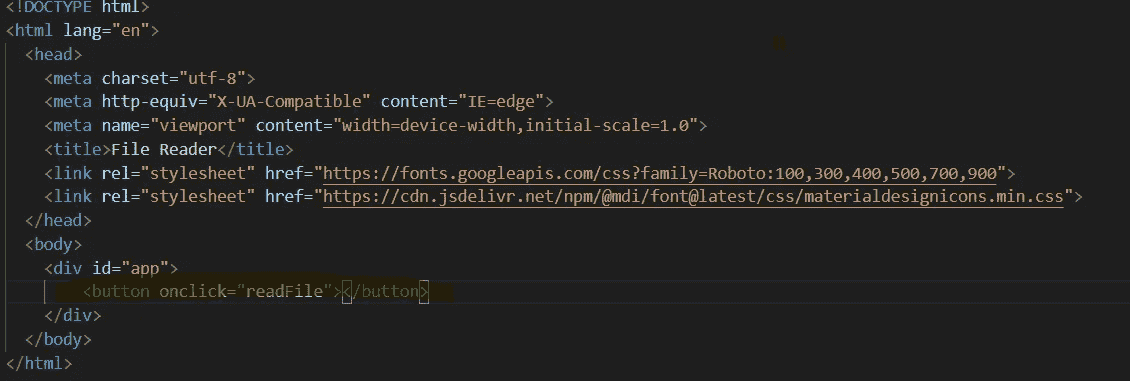 <!DOCTYPE html>
<html lang="en">
<head>
<meta charset="utf-8">
<meta http-equiv="X-UA-Compatible" content="IE=edge">
<meta name="viewport" content="width=device-width,initial-scale=1.0">
<title>File Reader</title>
<link rel="stylesheet" href="https://fonts.googleapis.com/css?family=Roboto:100,300,400,500,700,900">
<link rel="stylesheet" href="https://cdn.jsdelivr.net/npm/@mdi/font@latest/css/materialdesignicons.min.css">
</head>
<body>
<div id="app">
<button onclick="readFile"></button>
</div>
</body>
</html>